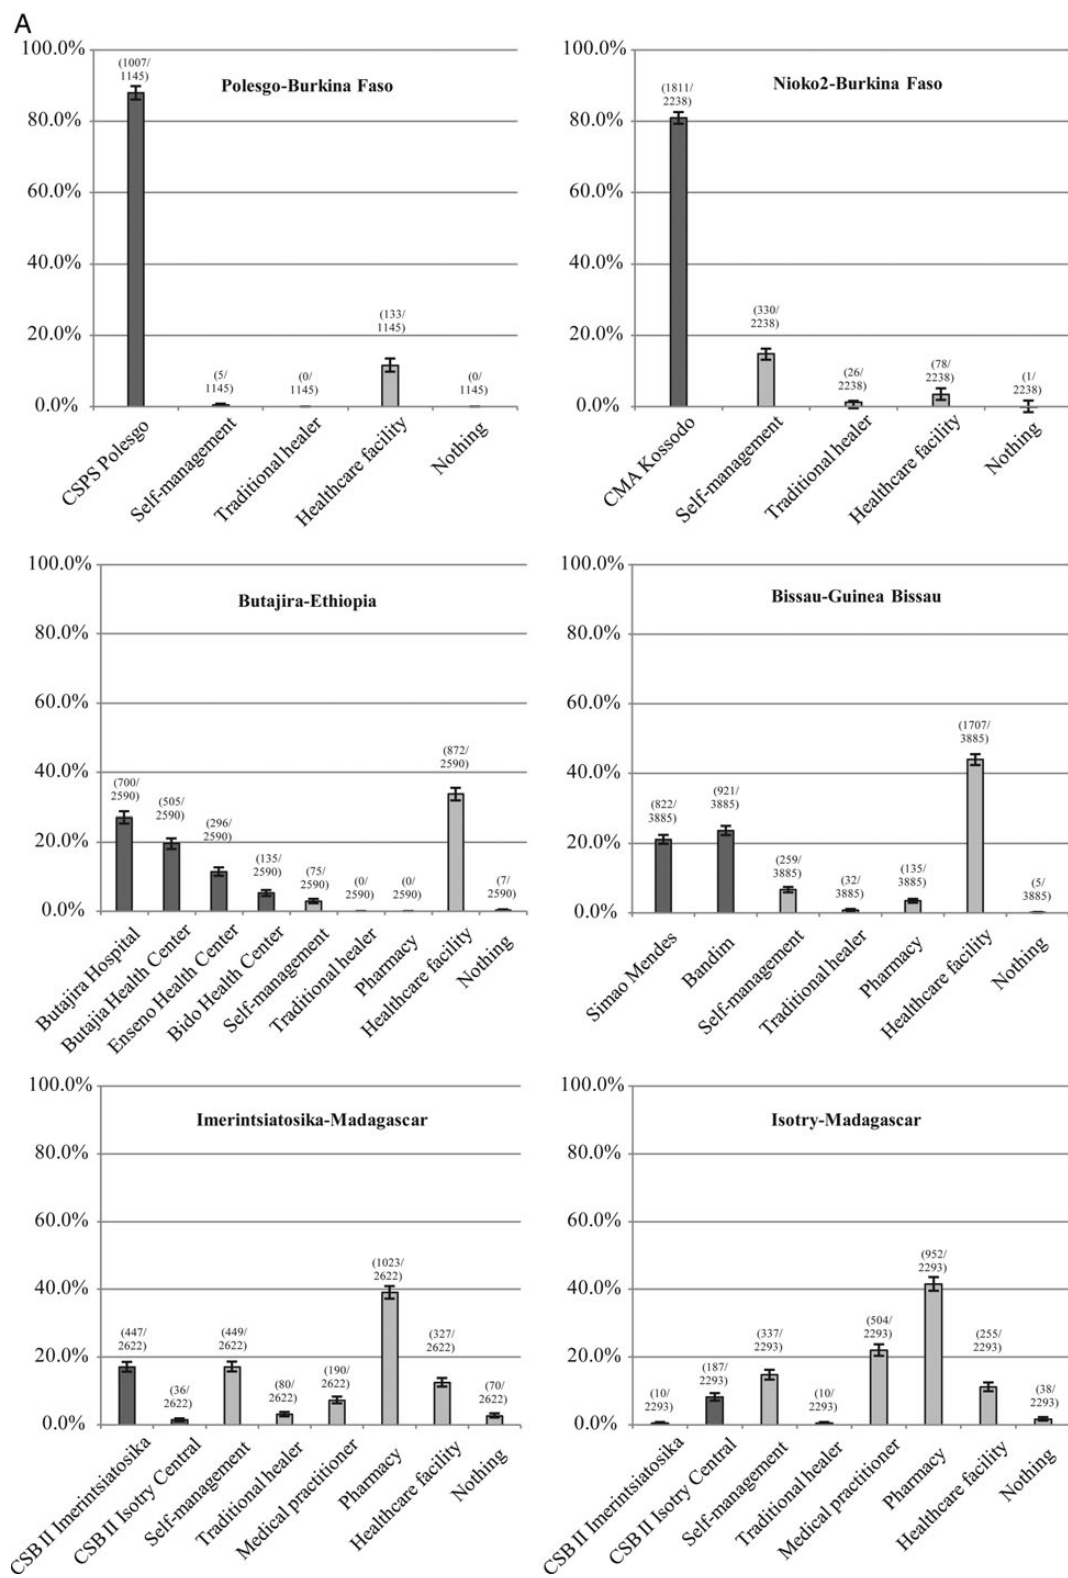 A
100.0%
80.0%
60.0%
40.0%
20.0%
0.0%
Polesgo-Burkina Faso
(1007/
1145)
(5/
1145)
(0/
1145)
(133/
1145)
(0/
1145)
CSPS Polesgo
Self-management
Traditional healer
Healthcare facility
Nothing
100.0%
80.0%
60.0%
40.0%
20.0%
0.0%
Nioko2-Burkina Faso
(1811/
2238)
(330/
2238)
(26/
2238)
(78/
2238)
(1/
2238)
CMA Kossodo
Self-management
Traditional healer
Healthcare facility
Nothing
100.0%
80.0%
60.0%
40.0%
20.0%
0.0%
Butajira-Ethiopia
(700/
2590)
(505/
2590)
(296/
2590)
(135/
2590)
(75/
2590)
(0/
2590)
(0/
2590)
(872/
2590)
(7/
2590)
Butajira Hospital
Butajia Health Center
Enseno Health Center
Bido Health Center
Self-management
Traditional healer
Pharmacy
Healthcare facility
Nothing
100.0%
80.0%
60.0%
40.0%
20.0%
0.0%
Bissau-Guinea Bissau
(822/
3885)
(921/
3885)
(259/
3885)
(32/
3885)
(135/
3885)
(1707/
3885)
(5/
3885)
Simao Mendes
Bandim
Self-management
Traditional healer
Pharmacy
Healthcare facility
Nothing
100.0%
80.0%
60.0%
40.0%
20.0%
0.0%
Imerintsiatosika-Madagascar
(447/
2622)
(36/
2622)
(449/
2622)
(80/
2622)
(190/
2622)
(1023/
2622)
(327/
2622)
(70/
2622)
CSB II Imerintsiatosika
CSB II Isotry Central
Self-management
Traditional healer
Medical practitioner
Pharmacy
Healthcare facility
Nothing
100.0%
80.0%
60.0%
40.0%
20.0%
0.0%
Isotry-Madagascar
(10/
2293)
(187/
2293)
(337/
2293)
(10/
2293)
(504/
2293)
(952/
2293)
(255/
2293)
(38/
2293)
CSB II Imerintsiatosika
CSB II Isotry Central
Self-management
Traditional healer
Medical practitioner
Pharmacy
Healthcare facility
Nothing